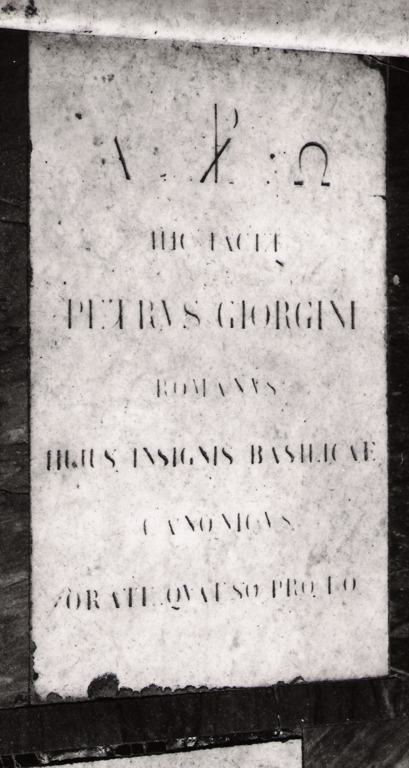 Α ☧ Ω
HIC IACET
PETRVS GIORGINI
ROMANVS
HUIUS INSIGNIS BASILICAE
CANONICVS
ORATE QVAESO PRO EO